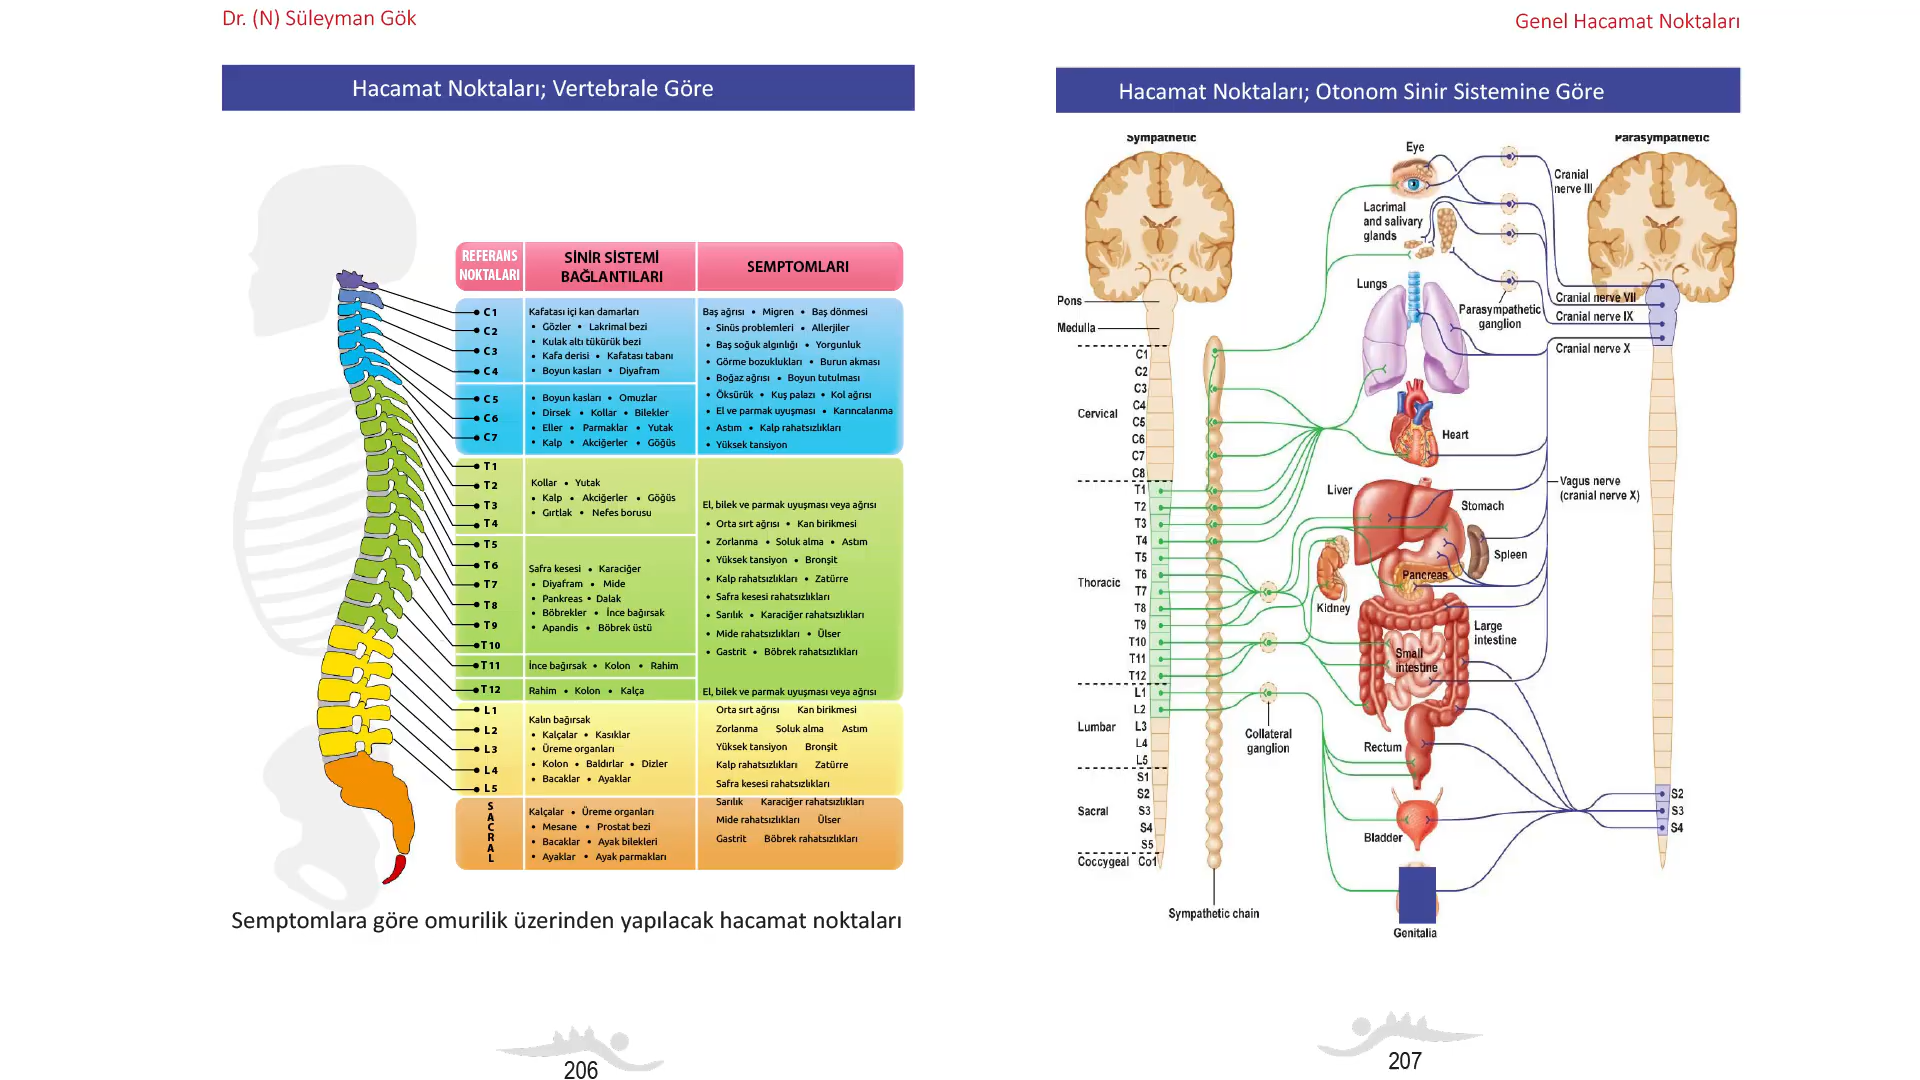 Dr. (N) Süleyman Gök
Hacamat Noktaları; Vertebrale Göre
REFERANS
NOKTALARI
SİNİR SİSTEMİ
BAĞLANTILARI
SEMPTOMLARI
C1
C2
C3
C4
Kafatası içi kan damarları
• Gözler • Lakrimal bezi
• Kulak altı tükürük bezi
• Kafa derisi • Kafatası tabanı
• Boyun kasları • Diyafram
C5
C6
C7
• Boyun kasları • Omuzlar
• Dirsek • Kollar • Bilekler
• Eller • Parmaklar • Yutak
• Kalp • Akciğerler • Göğüs
Baş ağrısı • Migren • Baş dönmesi
• Sinüs problemleri • Allerjiler
• Baş soğuk algınlığı • Yorgunluk
• Görme bozuklukları • Burun akması
• Boğaz ağrısı • Boyun tutulması
• Öksürük • Kuş palazı • Kol ağrısı
• El ve parmak uyuşması • Karıncalanma
• Astım • Kalp rahatsızlıkları
• Yüksek tansiyon
T1
T2
T3
T4
Kollar • Yutak
• Kalp • Akciğerler • Göğüs
• Gırtlak • Nefes borusu
T5
T6
T7
T8
T9
T10
Safra kesesi • Karaciğer
• Diyafram • Mide
• Pankreas • Dalak
• Böbrekler • İnce bağırsak
• Apandis • Böbrek üstü
T11
İnce bağırsak • Kolon • Rahim
T12
Rahim • Kolon • Kalça
El, bilek ve parmak uyuşması veya ağrısı
• Orta sırt ağrısı • Kan birikmesi
• Zorlanma • Soluk alma • Astım
• Yüksek tansiyon • Bronşit
• Kalp rahatsızlıkları • Zatürre
• Safra kesesi rahatsızlıkları
• Sarılık • Karaciğer rahatsızlıkları
• Mide rahatsızlıkları • Ülser
• Gastrit • Böbrek rahatsızlıkları
L1
L2
L3
L4
L5
Kalın bağırsak
• Kalçalar • Kasıklar
• Üreme organları
• Kolon • Baldırlar • Dizler
• Bacaklar • Ayaklar
SACRAL
Kalçalar • Üreme organları
• Mesane • Prostat bezi
• Bacaklar • Ayak bilekleri
• Ayaklar • Ayak parmakları
El, bilek ve parmak uyuşması veya ağrısı
Orta sırt ağrısı Kan birikmesi
Zorlanma Soluk alma Astım
Yüksek tansiyon Bronşit
Kalp rahatsızlıkları Zatürre
Safra kesesi rahatsızlıkları
Sarılık Karaciğer rahatsızlıkları
Mide rahatsızlıkları Ülser
Gastrit Böbrek rahatsızlıkları
Semptomlara göre omurilik üzerinden yapılacak hacamat noktaları
206
Genel Hacamat Noktaları
Hacamat Noktaları; Otonom Sinir Sistemine Göre
Sympathetic
Parasympathetic
Pons
Medulla
Cervical
C1
C2
C3
C4
C5
C6
C7
C8
Thoracic
T1
T2
T3
T4
T5
T6
T7
T8
T9
T10
T11
T12
Lumbar
L1
L2
L3
L4
L5
Sacral
S1
S2
S3
S4
S5
Coccygeal Co1
Sympathetic chain
Collateral
ganglion
Eye
Lacrimal
and salivary
glands
Lungs
Parasympathetic
ganglion
Heart
Liver
Stomach
Spleen
Pancreas
Kidney
Large
intestine
Small
intestine
Rectum
Bladder
Genitalia
Cranial
nerve III
Cranial nerve VII
Cranial nerve IX
Cranial nerve X
Vagus nerve
(cranial nerve X)
S2
S3
S4
207